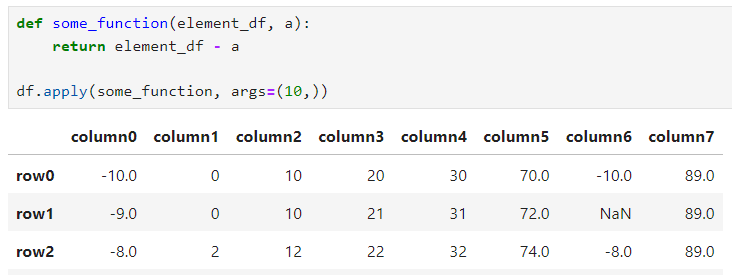 def some_function(element_df, a):
    return element_df - a
df.apply(some_function, args=(10,))
column0 column1 column2 column3 column4 column5 column6 column7
row0 -10.0 0 10 20 30 70.0 -10.0 89.0
row1 -9.0 0 10 21 31 72.0 NaN 89.0
row2 -8.0 2 12 22 32 74.0 -8.0 89.0